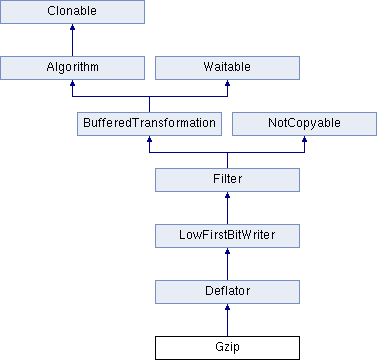 Clonable
Algorithm
Waitable
BufferedTransformation
NotCopyable
Filter
LowFirstBitWriter
Deflator
Gzip